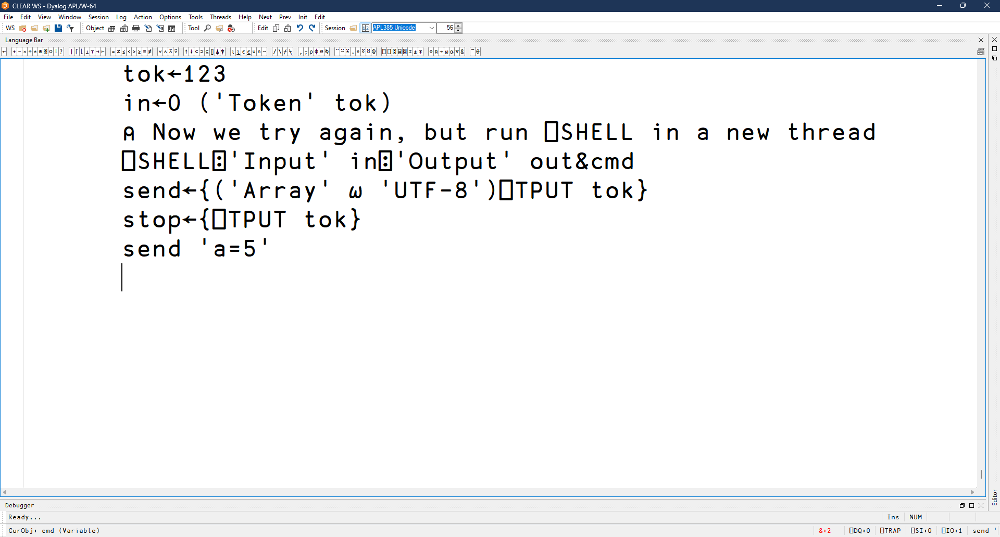 CLEAR WS - Dyalog APL/W-64
File Edit View Window Session Log Action Options Tools Threads Help Next Prev Init Edit
WS Object Tool Edit Session APL385 Unicode 56
Language Bar
tok←123
in←0 ('Token' tok)
⍝ Now we try again, but run ⎕SHELL in a new thread
⎕SHELL⍠'Input' in⍠'Output' out&cmd
send←{('Array' ⍵ 'UTF-8')⎕TPUT tok}
stop←{⎕TPUT tok}
send 'a=5'
Editor
Debugger
Ready...
Ins NUM
CurObj: cmd (Variable)
&:2 ⎕DQ:0 ⎕TRAP ⎕SI:0 ⎕IO:1 send '